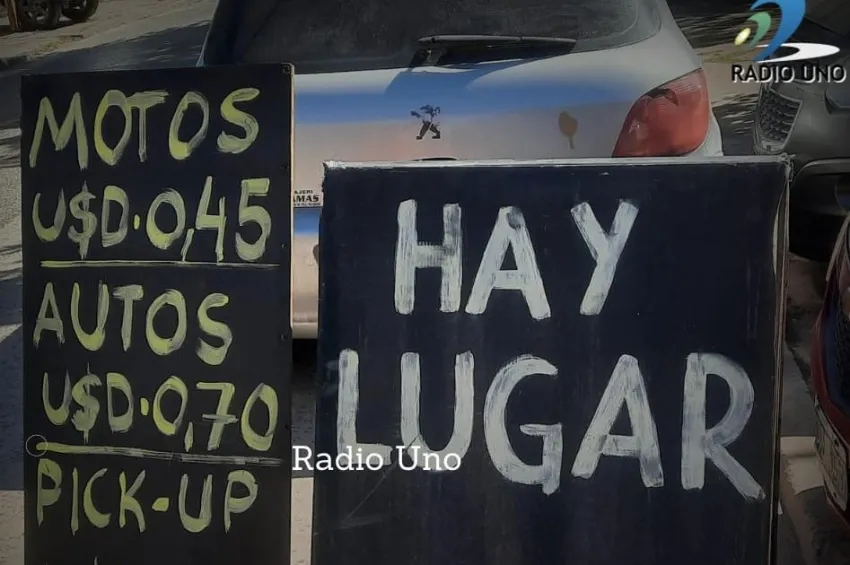 MOTOS
U$D·0,45
AUTOS
U$D·0,70
PICK-UP
HAY
LUGAR
Radio Uno
RADIO UNO